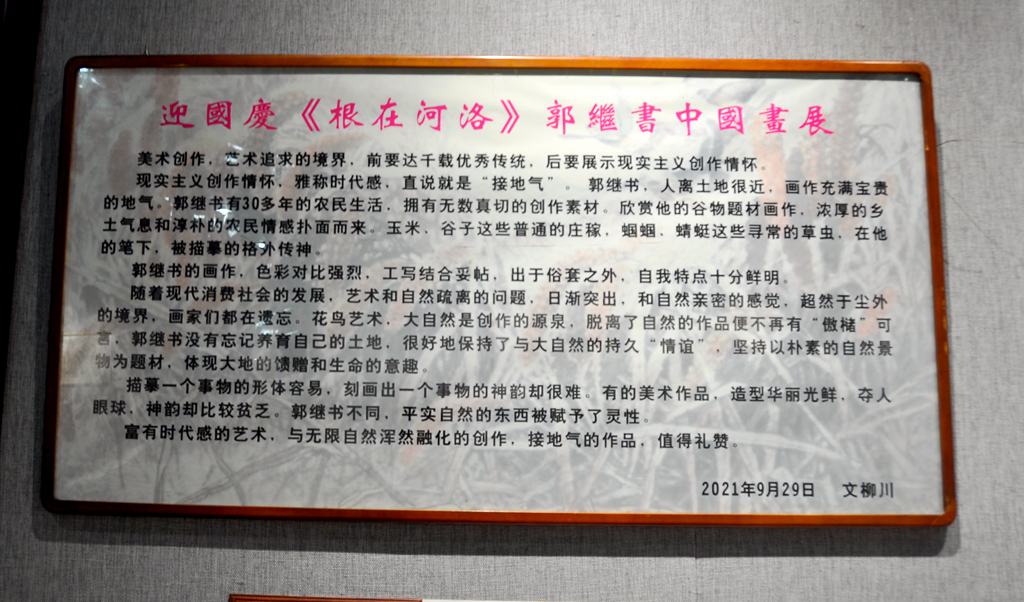 迎國慶《根在河洛》郭繼書中國畫展
美术创作，艺术追求的境界，前要达千载优秀传统，后要展示现实主义创作情怀。
现实主义创作情怀，雅称时代感，直说就是“接地气”。郭继书，人离土地很近，画作充满宝贵
的地气。郭继书有30多年的农民生活，拥有无数真切的创作素材。欣赏他的谷物题材画作，浓厚的乡
土气息和淳朴的农民情感扑面而来。玉米、谷子这些普通的庄稼，蝈蝈、蜻蜓这些寻常的草虫，在他
的笔下，被描摹的格外传神。
郭继书的画作，色彩对比强烈，工写结合妥帖，出于俗套之外，自我特点十分鲜明。
随着现代消费社会的发展，艺术和自然疏离的问题，日渐突出，和自然亲密的感觉，超然于尘外
的境界，画家们都在遗忘。花鸟艺术，大自然是创作的源泉，脱离了自然的作品便不再有“傲槠”可
言，郭继书没有忘记养育自己的土地，很好地保持了与大自然的持久“情谊”，坚持以朴素的自然景
物为题材，体现大地的馈赠和生命的意趣。
描摹一个事物的形体容易，刻画出一个事物的神韵却很难。有的美术作品，造型华丽光鲜，夺人
眼球，神韵却比较贫乏。郭继书不同，平实自然的东西被赋予了灵性。
富有时代感的艺术，与无限自然浑然融化的创作，接地气的作品，值得礼赞。
2021年9月29日 文柳川